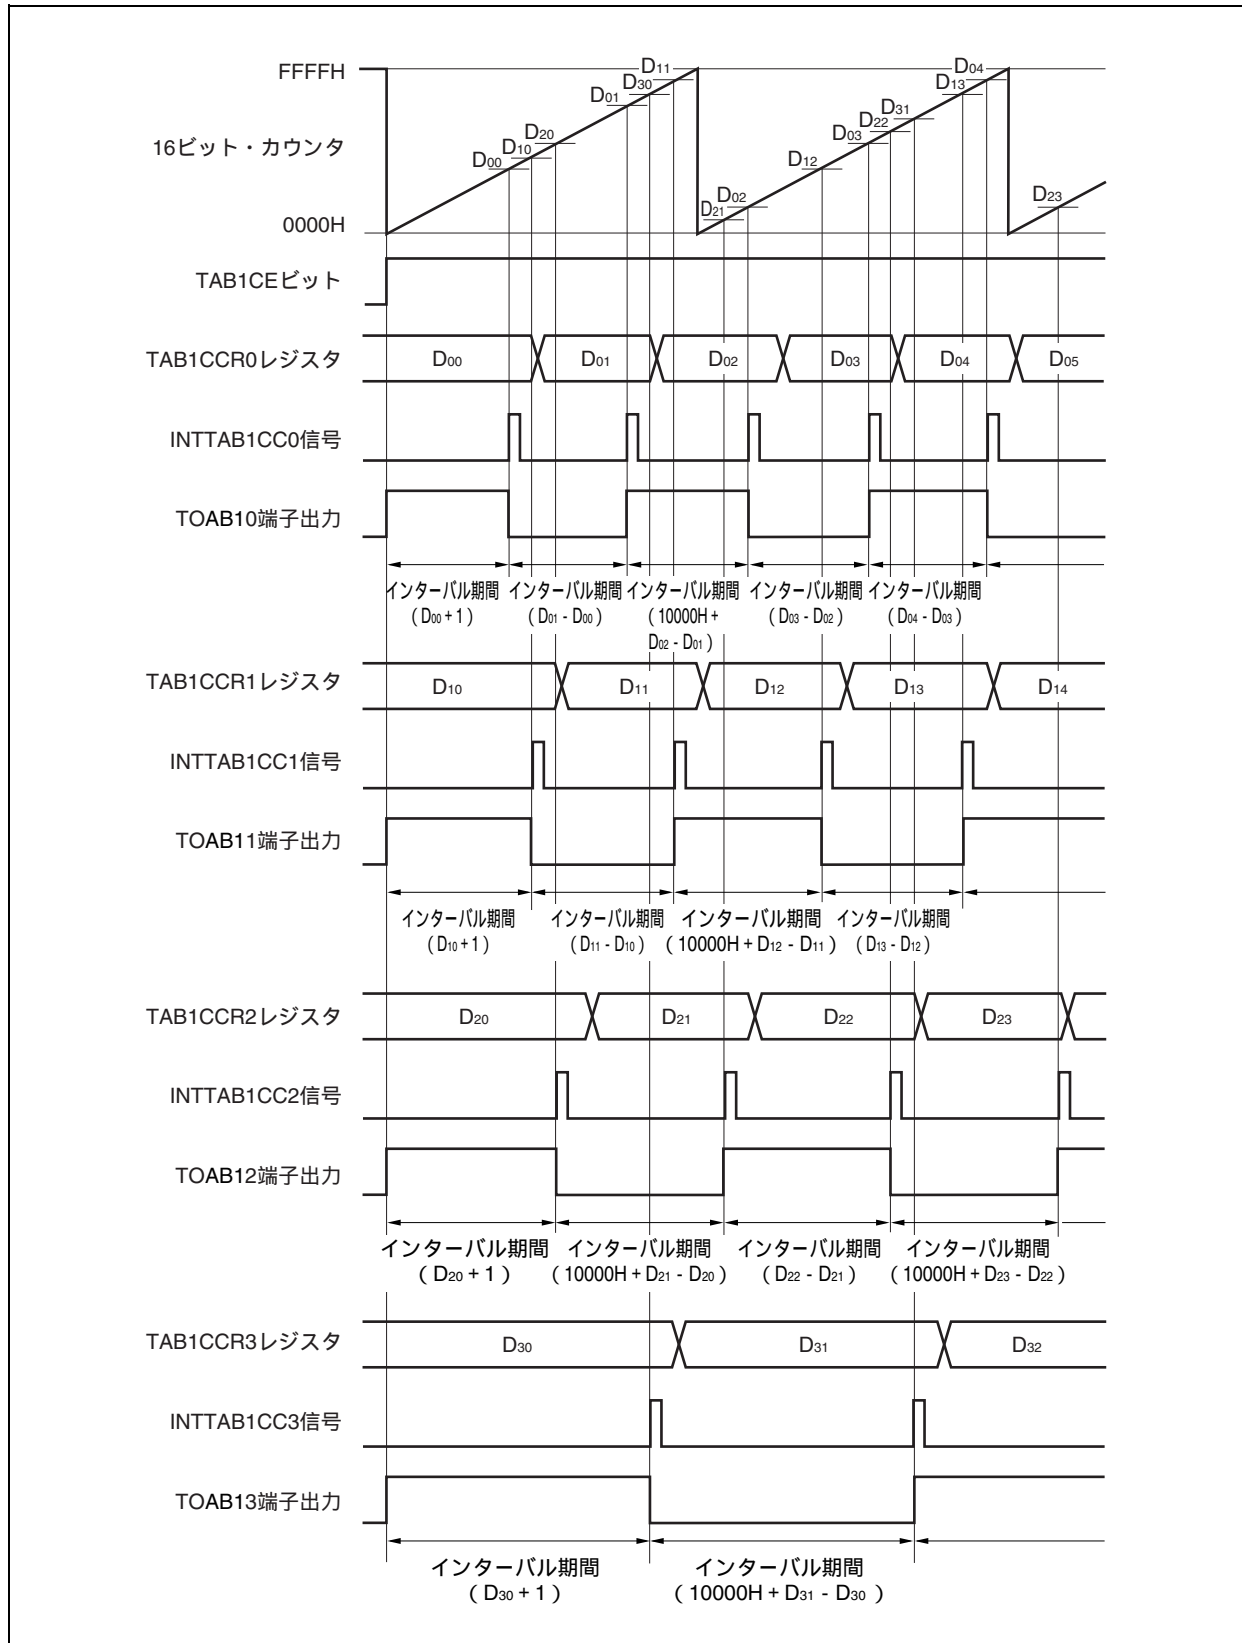 FFFFH
16ビット・カウンタ
0000H
D00
D10
D20
D01
D30
D11
D21
D02
D12
D03
D22
D31
D13
D04
D23
TAB1CEビット
TAB1CCR0レジスタ
D00 D01 D02 D03 D04 D05
INTTAB1CC0信号
TOAB10端子出力
インターバル期間 インターバル期間 インターバル期間 インターバル期間 インターバル期間
(D00 + 1) (D01 - D00) (10000H + (D03 - D02) (D04 - D03)
D02 - D01)
TAB1CCR1レジスタ
D10 D11 D12 D13 D14
INTTAB1CC1信号
TOAB11端子出力
インターバル期間 インターバル期間 インターバル期間 インターバル期間
(D10 + 1) (D11 - D10) (10000H + D12 - D11) (D13 - D12)
TAB1CCR2レジスタ
D20 D21 D22 D23
INTTAB1CC2信号
TOAB12端子出力
インターバル期間 インターバル期間 インターバル期間 インターバル期間
(D20 + 1) (10000H + D21 - D20) (D22 - D21) (10000H + D23 - D22)
TAB1CCR3レジスタ
D30 D31 D32
INTTAB1CC3信号
TOAB13端子出力
インターバル期間 インターバル期間
(D30 + 1) (10000H + D31 - D30)